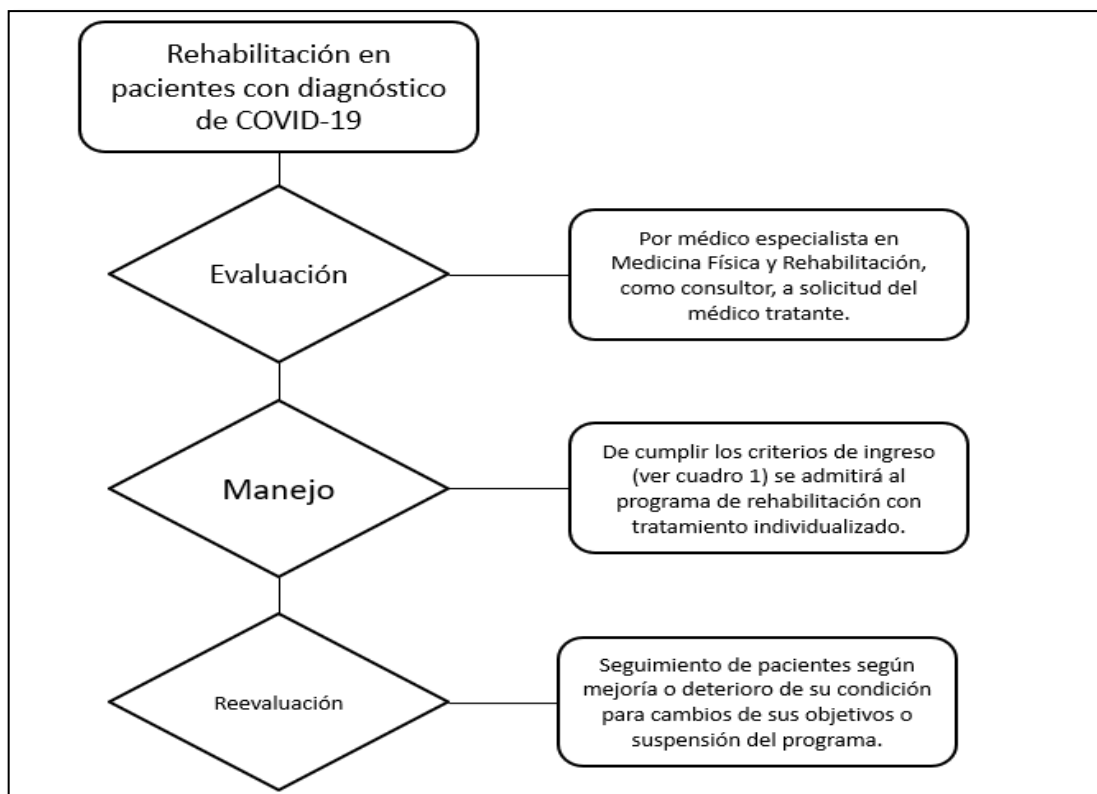 Rehabilitación en
pacientes con diagnóstico
de COVID-19
Evaluación
Por médico especialista en
Medicina Física y Rehabilitación,
como consultor, a solicitud del
médico tratante.
Manejo
De cumplir los criterios de ingreso
(ver cuadro 1) se admitirá al
programa de rehabilitación con
tratamiento individualizado.
Reevaluación
Seguimiento de pacientes según
mejoría o deterioro de su condición
para cambios de sus objetivos o
suspensión del programa.